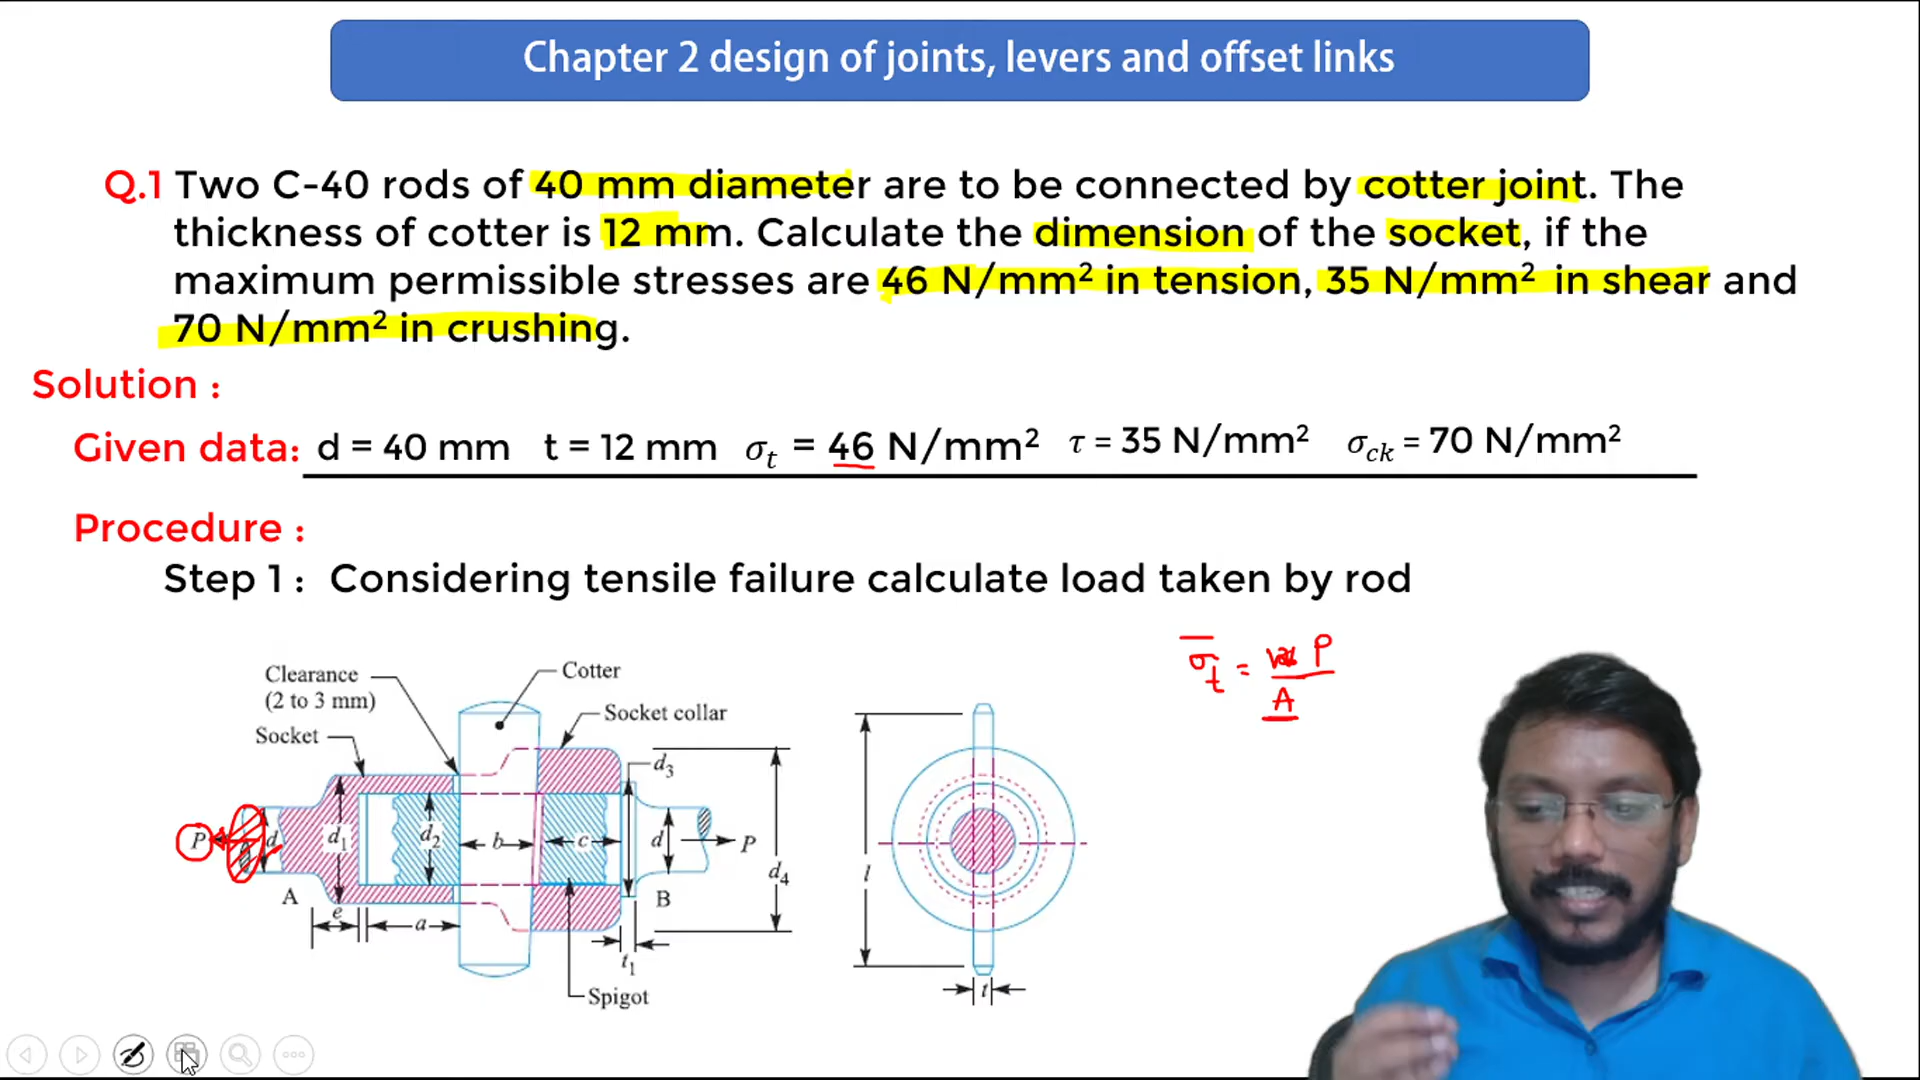 Chapter 2 design of joints, levers and offset links
Q.1 Two C-40 rods of 40 mm diameter are to be connected by cotter joint. The
thickness of cotter is 12 mm. Calculate the dimension of the socket, if the
maximum permissible stresses are 46 N/mm² in tension, 35 N/mm² in shear and
70 N/mm² in crushing.
Solution :
Given data: d = 40 mm t = 12 mm σt = 46 N/mm² τ = 35 N/mm² σck = 70 N/mm²
Procedure :
Step 1 : Considering tensile failure calculate load taken by rod
σt = P
A
Clearance
(2 to 3 mm)
Cotter
Socket collar
Socket
d3
P
d
d1
d2
b
c
d
P
d4
l
A
B
e
a
t1
Spigot
t